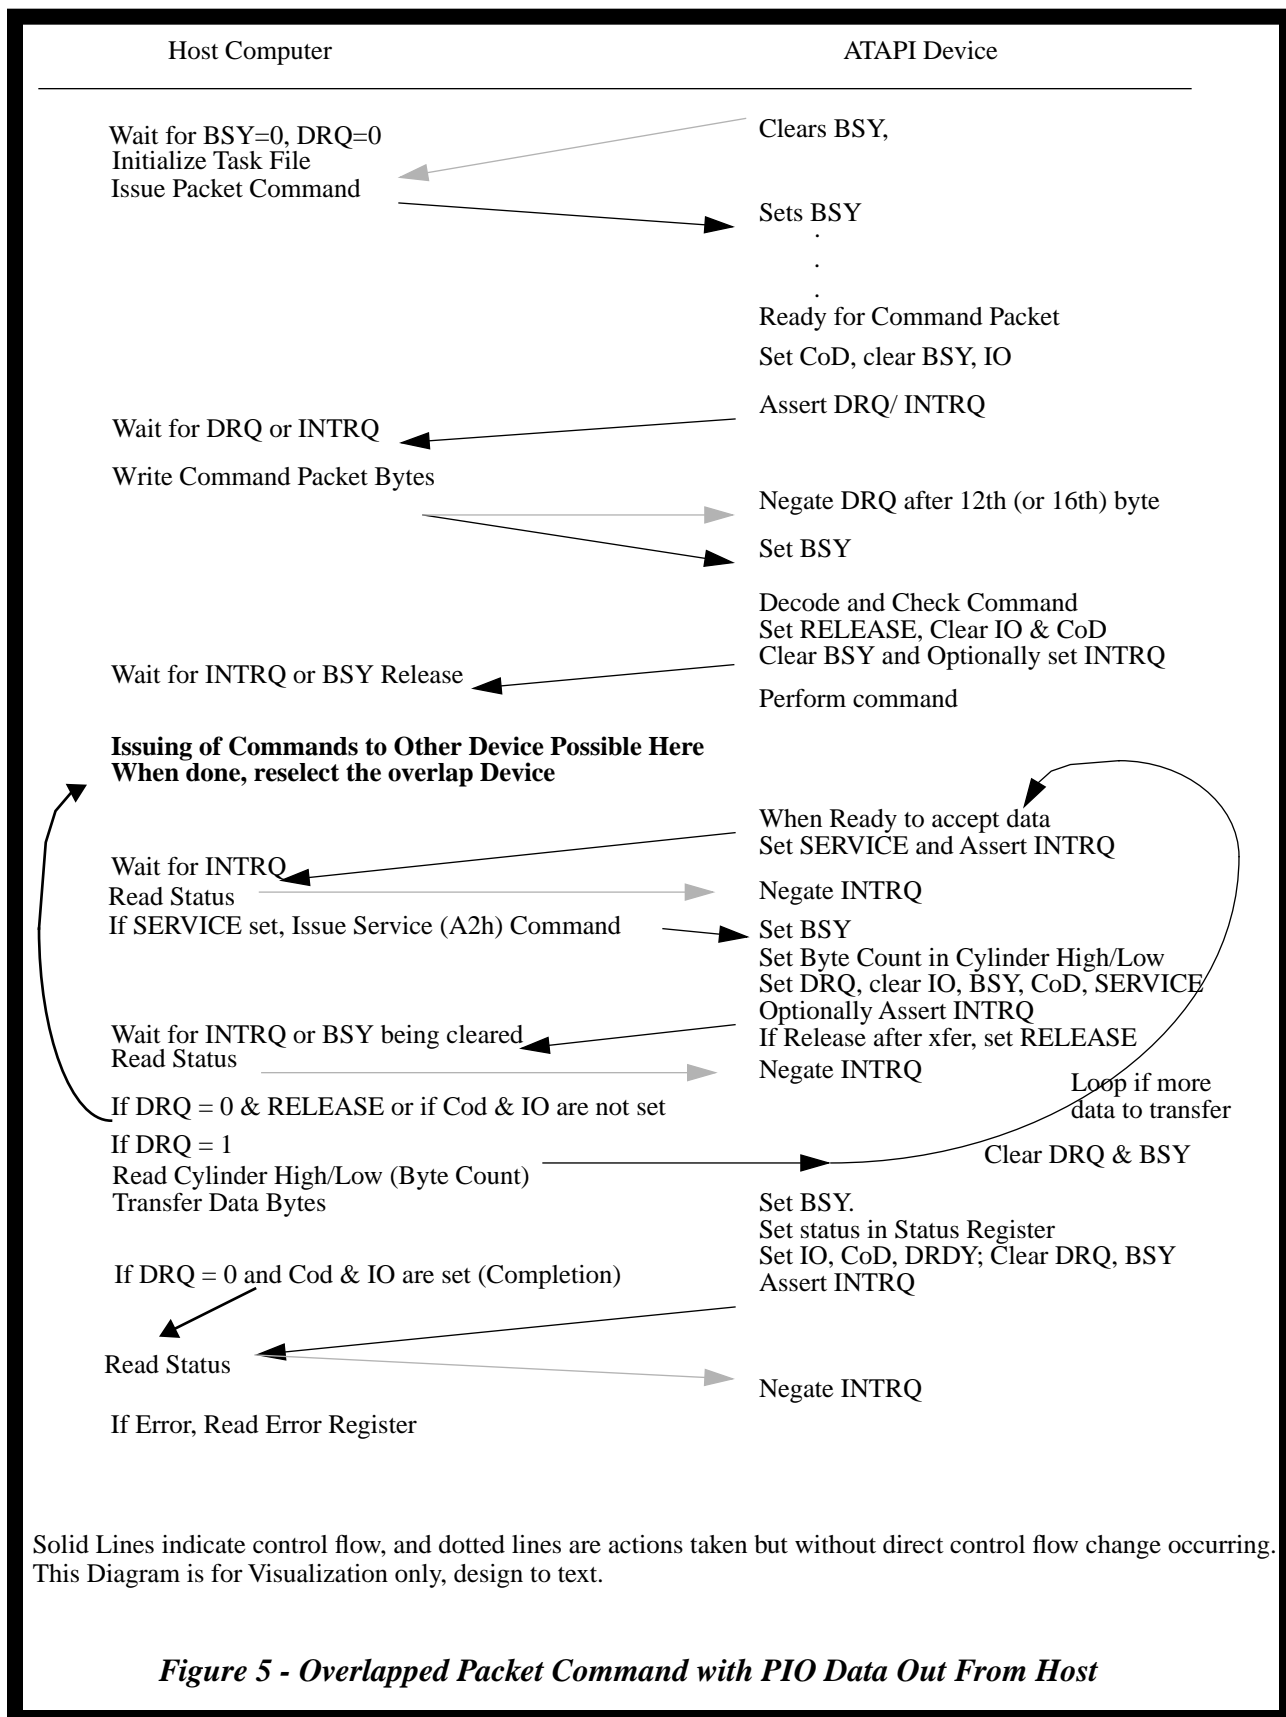 Host Computer
ATAPI Device
Wait for BSY=0, DRQ=0
Initialize Task File
Issue Packet Command
Clears BSY,
Sets BSY
.
.
.
Ready for Command Packet
Set CoD, clear BSY, IO
Assert DRQ/ INTRQ
Wait for DRQ or INTRQ
Write Command Packet Bytes
Negate DRQ after 12th (or 16th) byte
Set BSY
Decode and Check Command
Set RELEASE, Clear IO & CoD
Clear BSY and Optionally set INTRQ
Wait for INTRQ or BSY Release
Perform command
Issuing of Commands to Other Device Possible Here
When done, reselect the overlap Device
When Ready to accept data
Set SERVICE and Assert INTRQ
Wait for INTRQ
Read Status
Negate INTRQ
If SERVICE set, Issue Service (A2h) Command
Set BSY
Set Byte Count in Cylinder High/Low
Set DRQ, clear IO, BSY, CoD, SERVICE
Optionally Assert INTRQ
If Release after xfer, set RELEASE
Wait for INTRQ or BSY being cleared
Read Status
Negate INTRQ
Loop if more
data to transfer
If DRQ = 0 & RELEASE or if Cod & IO are not set
If DRQ = 1
Read Cylinder High/Low (Byte Count)
Transfer Data Bytes
Clear DRQ & BSY
Set BSY.
Set status in Status Register
Set IO, CoD, DRDY; Clear DRQ, BSY
Assert INTRQ
If DRQ = 0 and Cod & IO are set (Completion)
Read Status
Negate INTRQ
If Error, Read Error Register
Solid Lines indicate control flow, and dotted lines are actions taken but without direct control flow change occurring.
This Diagram is for Visualization only, design to text.
Figure 5 - Overlapped Packet Command with PIO Data Out From Host